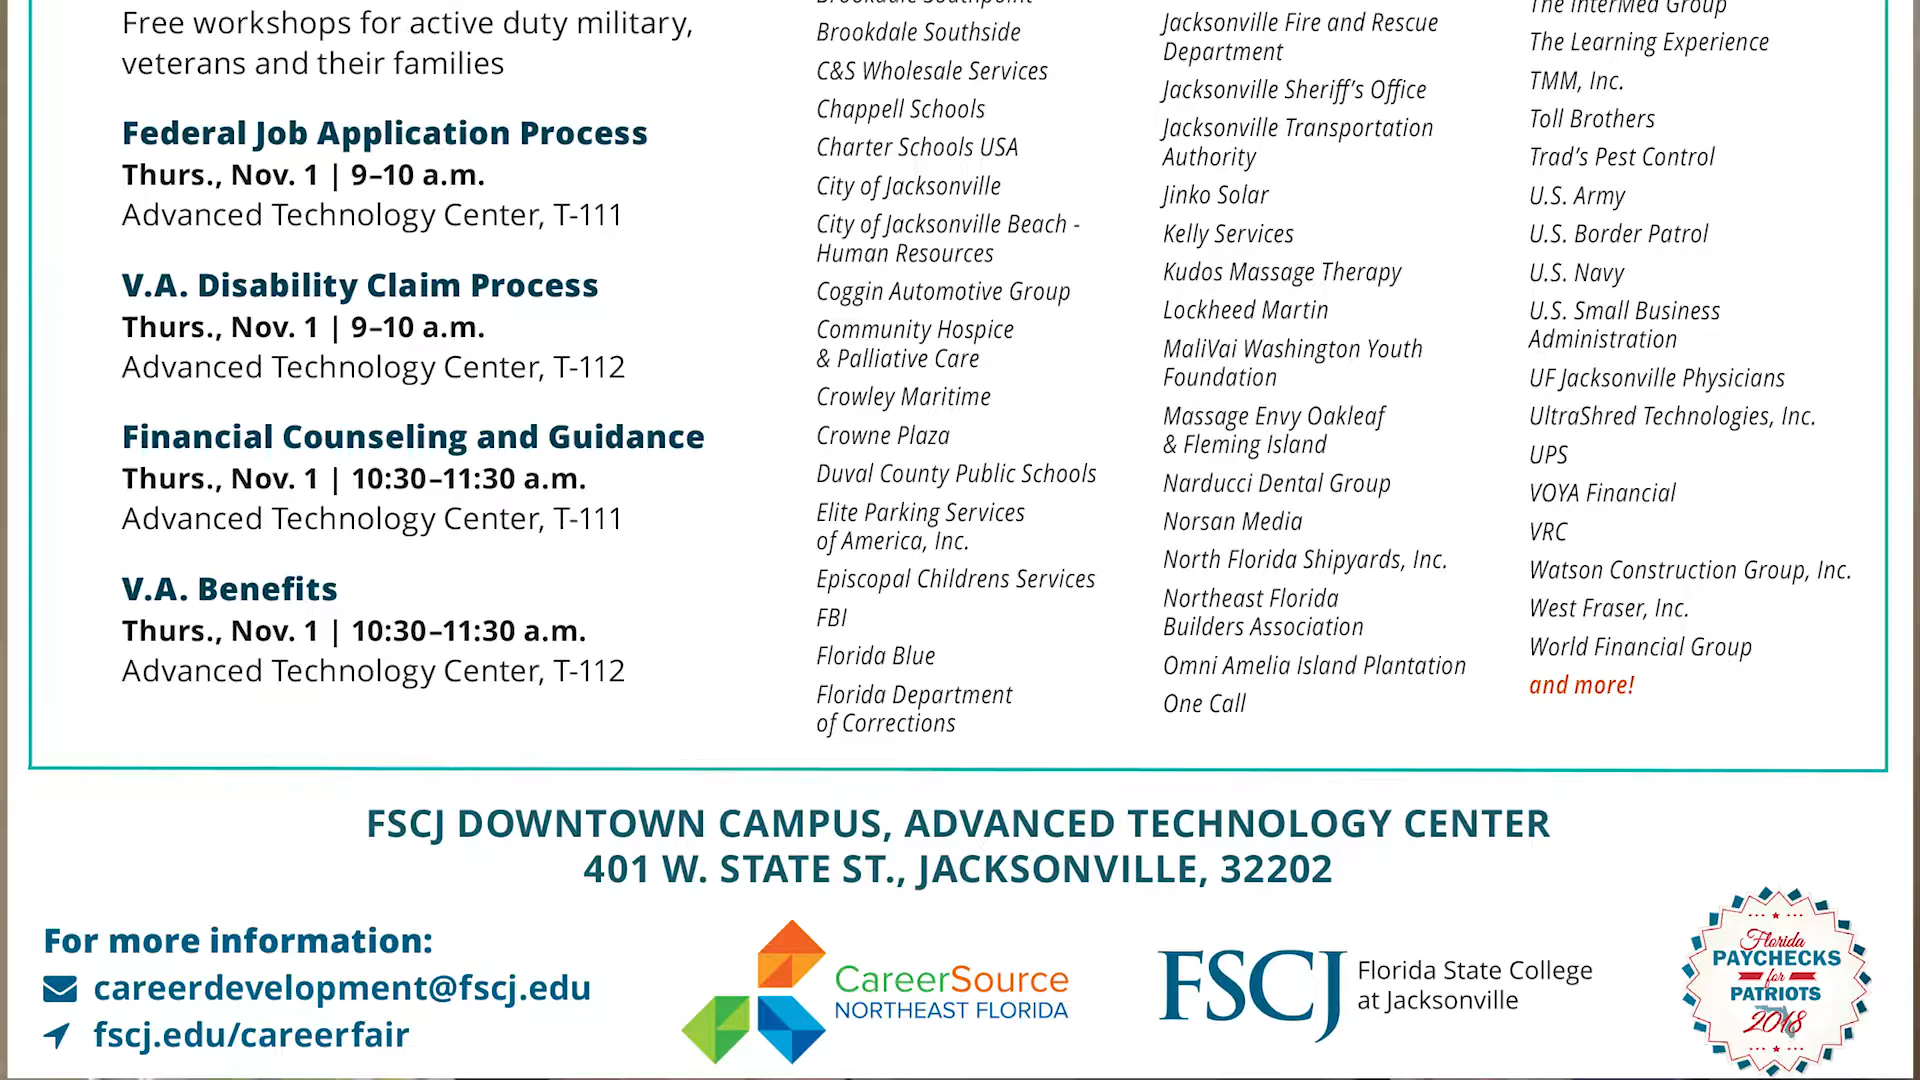 Free workshops for active duty military,
veterans and their families
Federal Job Application Process
Thurs., Nov. 1 | 9–10 a.m.
Advanced Technology Center, T-111
V.A. Disability Claim Process
Thurs., Nov. 1 | 9–10 a.m.
Advanced Technology Center, T-112
Financial Counseling and Guidance
Thurs., Nov. 1 | 10:30–11:30 a.m.
Advanced Technology Center, T-111
V.A. Benefits
Thurs., Nov. 1 | 10:30–11:30 a.m.
Advanced Technology Center, T-112
Brookdale Southpoint
Brookdale Southside
C&S Wholesale Services
Chappell Schools
Charter Schools USA
City of Jacksonville
City of Jacksonville Beach -
Human Resources
Coggin Automotive Group
Community Hospice
& Palliative Care
Crowley Maritime
Crowne Plaza
Duval County Public Schools
Elite Parking Services
of America, Inc.
Episcopal Childrens Services
FBI
Florida Blue
Florida Department
of Corrections
Jacksonville Fire and Rescue
Department
Jacksonville Sheriff's Office
Jacksonville Transportation
Authority
Jinko Solar
Kelly Services
Kudos Massage Therapy
Lockheed Martin
MaliVai Washington Youth
Foundation
Massage Envy Oakleaf
& Fleming Island
Narducci Dental Group
Norsan Media
North Florida Shipyards, Inc.
Northeast Florida
Builders Association
Omni Amelia Island Plantation
One Call
The InterMed Group
The Learning Experience
TMM, Inc.
Toll Brothers
Trad's Pest Control
U.S. Army
U.S. Border Patrol
U.S. Navy
U.S. Small Business
Administration
UF Jacksonville Physicians
UltraShred Technologies, Inc.
UPS
VOYA Financial
VRC
Watson Construction Group, Inc.
West Fraser, Inc.
World Financial Group
and more!
FSCJ DOWNTOWN CAMPUS, ADVANCED TECHNOLOGY CENTER
401 W. STATE ST., JACKSONVILLE, 32202
For more information:
careerdevelopment@fscj.edu
fscj.edu/careerfair
CareerSource
NORTHEAST FLORIDA
FSCJ
Florida State College
at Jacksonville
Florida
PAYCHECKS
for
PATRIOTS
2018